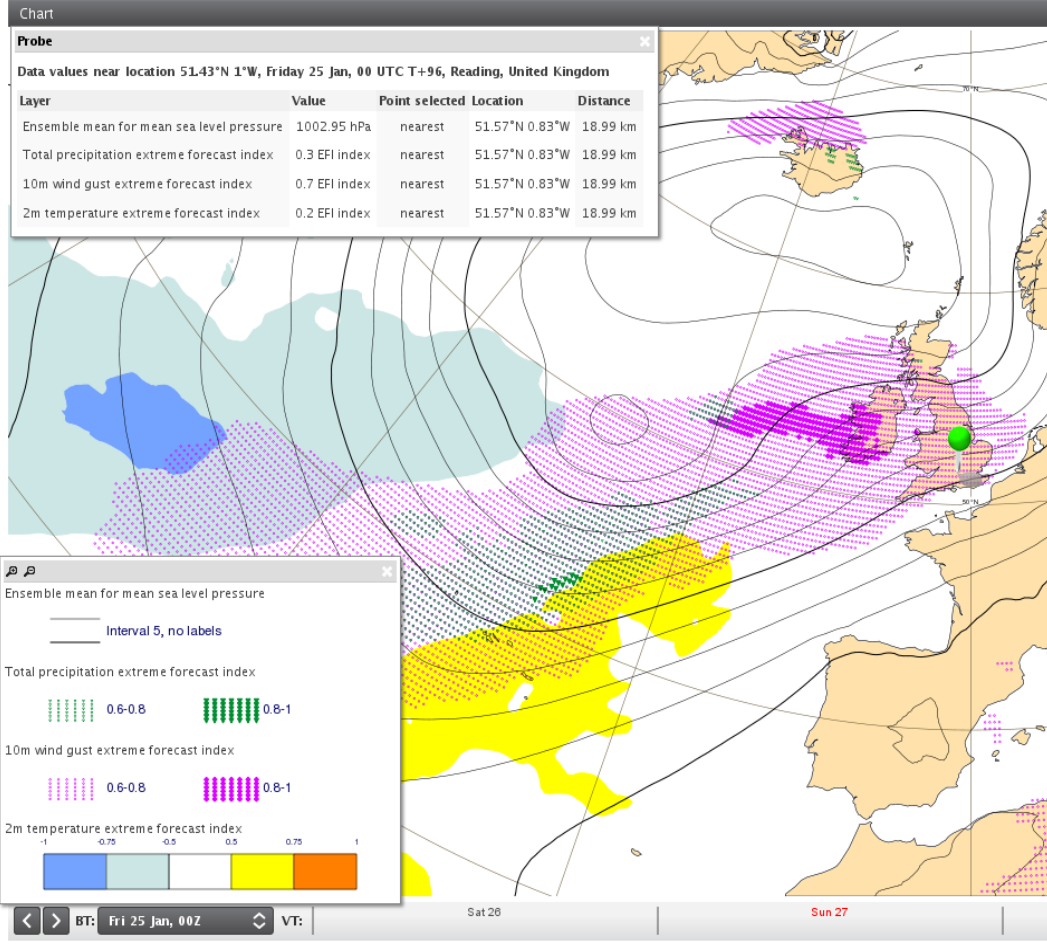 Chart
Probe
Data values near location 51.43°N 1°W, Friday 25 Jan, 00 UTC T+96, Reading, United Kingdom
Layer Value Point selected Location Distance
Ensemble mean for mean sea level pressure 1002.95 hPa nearest 51.57°N 0.83°W 18.99 km
Total precipitation extreme forecast index 0.3 EFI index nearest 51.57°N 0.83°W 18.99 km
10m wind gust extreme forecast index 0.7 EFI index nearest 51.57°N 0.83°W 18.99 km
2m temperature extreme forecast index 0.2 EFI index nearest 51.57°N 0.83°W 18.99 km
70°N
50°N
Ensemble mean for mean sea level pressure
Interval 5, no labels
Total precipitation extreme forecast index
0.6-0.8 0.8-1
10m wind gust extreme forecast index
0.6-0.8 0.8-1
2m temperature extreme forecast index
-1 -0.75 -0.5 0.5 0.75 1
BT: Fri 25 Jan, 00Z VT: Sat 26 Sun 27